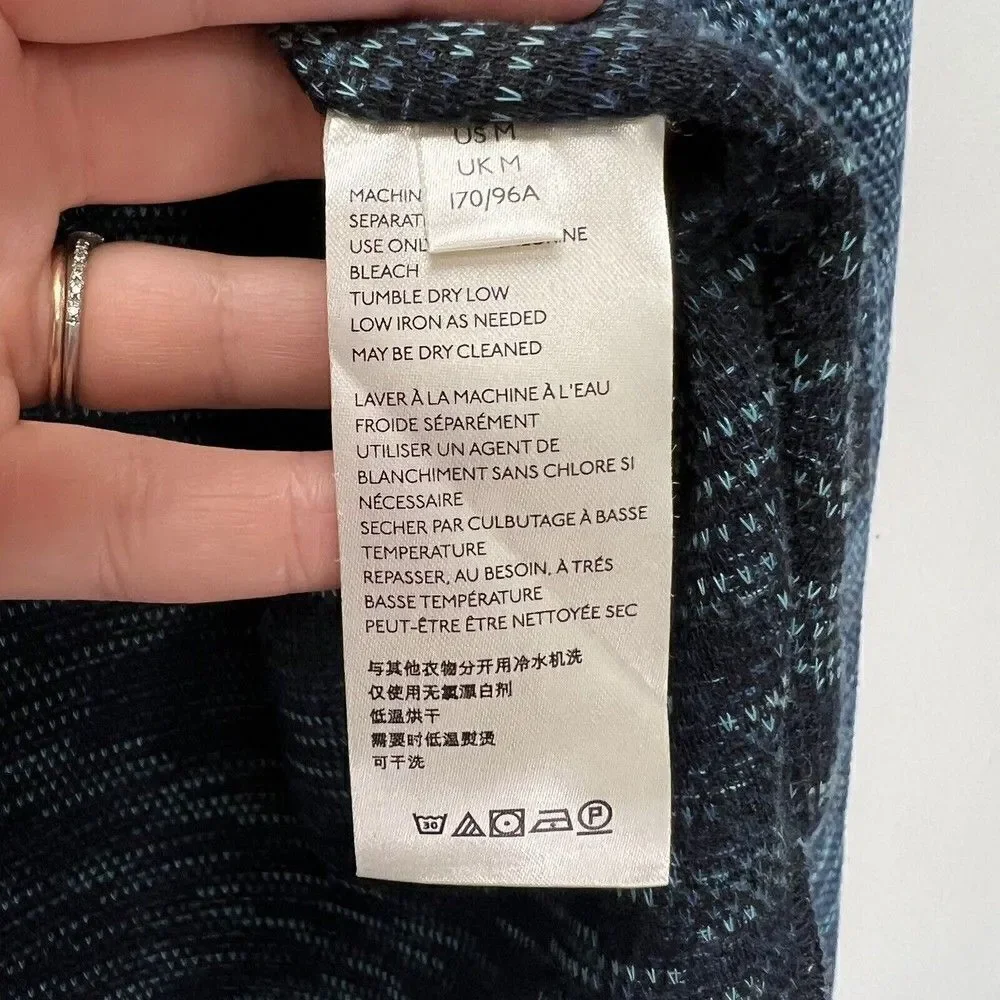 US M
UK M
170/96A
MACHIN
SEPARAT
USE ONL
BLEACH
TUMBLE DRY LOW
LOW IRON AS NEEDED
MAY BE DRY CLEANED
LAVER À LA MACHINE À L'EAU
FROIDE SÉPARÉMENT
UTILISER UN AGENT DE
BLANCHIMENT SANS CHLORE SI
NÉCESSAIRE
SECHER PAR CULBUTAGE À BASSE
TEMPERATURE
REPASSER, AU BESOIN, À TRÉS
BASSE TEMPÉRATURE
PEUT-ÊTRE ÊTRE NETTOYÉE SEC
与其他衣物分开用冷水机洗
仅使用无氯漂白剂
低温烘干
需要时低温熨烫
可干洗
30 P